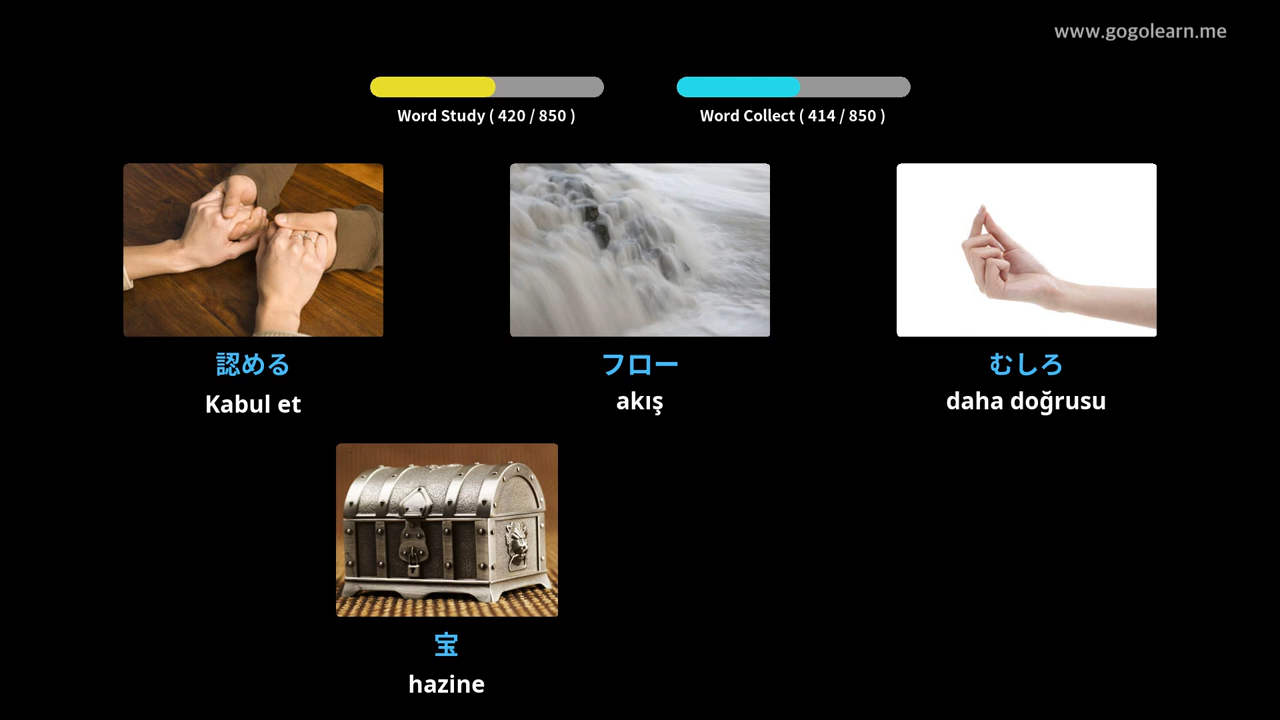 www.gogolearn.me
Word Study ( 420 / 850 )
Word Collect ( 414 / 850 )
認める
フロー
むしろ
Kabul et
akış
daha doğrusu
宝
hazine